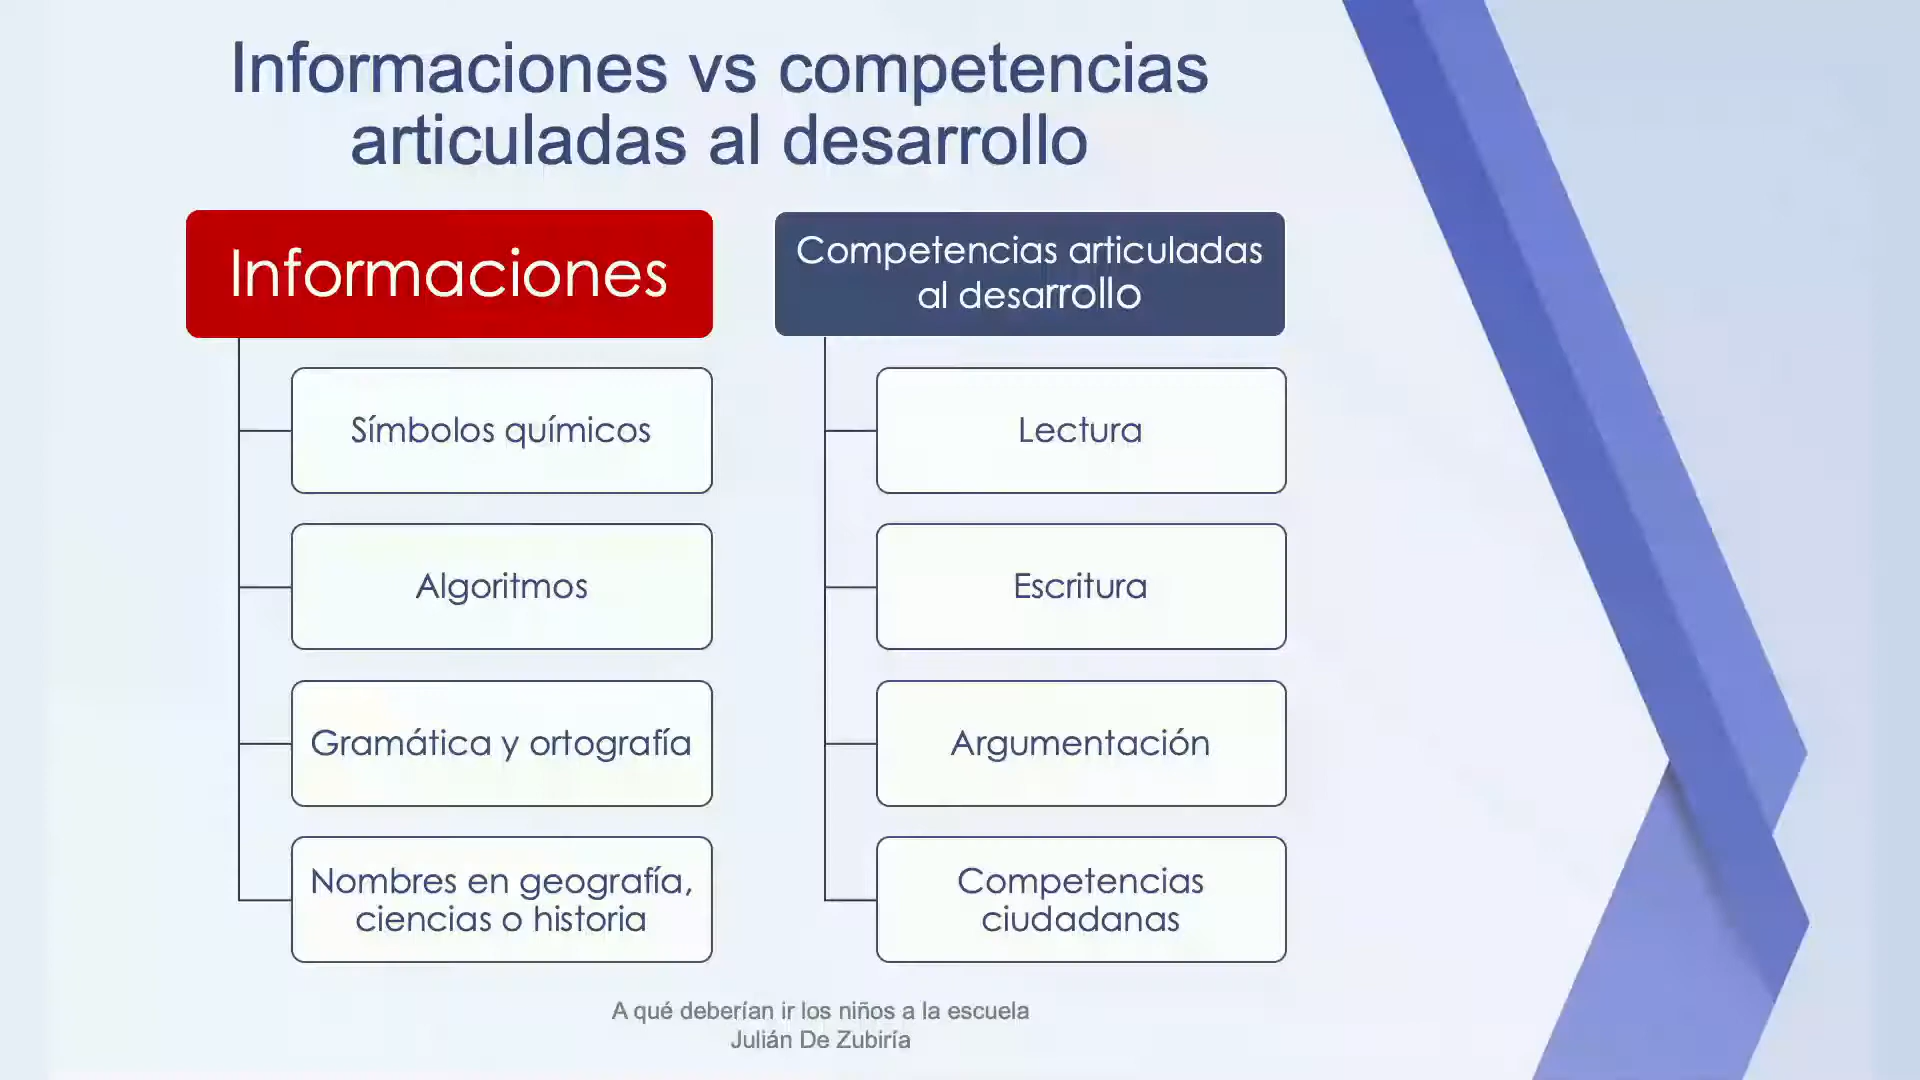 Informaciones vs competencias
articuladas al desarrollo
Informaciones
Símbolos químicos
Algoritmos
Gramática y ortografía
Nombres en geografía,
ciencias o historia
Competencias articuladas
al desarrollo
Lectura
Escritura
Argumentación
Competencias
ciudadanas
A qué deberían ir los niños a la escuela
Julián De Zubiría